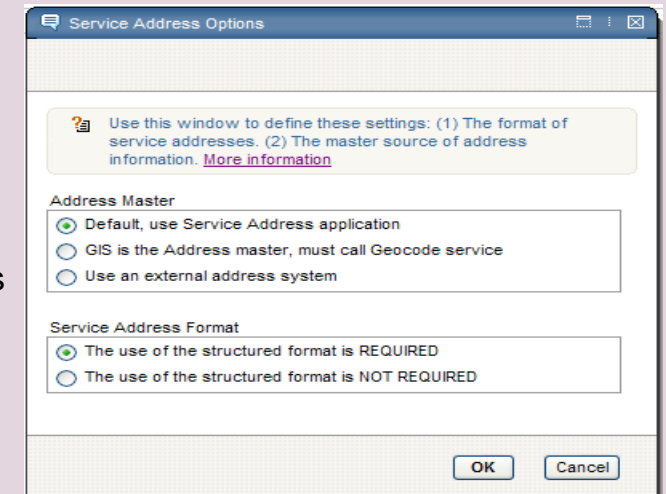 Service Address Options
Use this window to define these settings: (1) The format of
service addresses. (2) The master source of address
information. More information
Address Master
Default, use Service Address application
GIS is the Address master, must call Geocode service
s
Use an external address system
Service Address Format
The use of the structured format is REQUIRED
The use of the structured format is NOT REQUIRED
OK Cancel